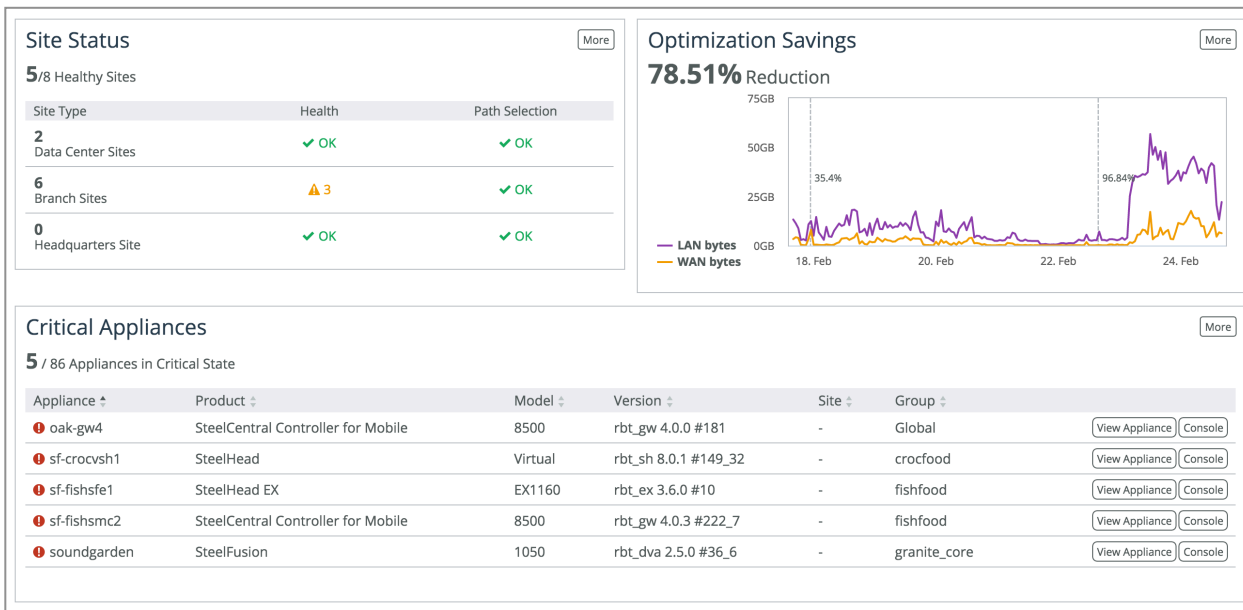 Site Status
More
5/8 Healthy Sites
Site Type Health Path Selection
2
Data Center Sites
OK OK
6
Branch Sites
3 OK
0
Headquarters Site
OK OK
Optimization Savings
More
78.51% Reduction
75GB
50GB
25GB
0GB
35.4%
96.84%
LAN bytes
WAN bytes
18. Feb 20. Feb 22. Feb 24. Feb
Critical Appliances
More
5 / 86 Appliances in Critical State
Appliance Product Model Version Site Group
oak-gw4 SteelCentral Controller for Mobile 8500 rbt_gw 4.0.0 #181 - Global View Appliance Console
sf-crocvsh1 SteelHead Virtual rbt_sh 8.0.1 #149_32 - crocfood View Appliance Console
sf-fishsfe1 SteelHead EX EX1160 rbt_ex 3.6.0 #10 - fishfood View Appliance Console
sf-fishsmc2 SteelCentral Controller for Mobile 8500 rbt_gw 4.0.3 #222_7 - fishfood View Appliance Console
soundgarden SteelFusion 1050 rbt_dva 2.5.0 #36_6 - granite_core View Appliance Console